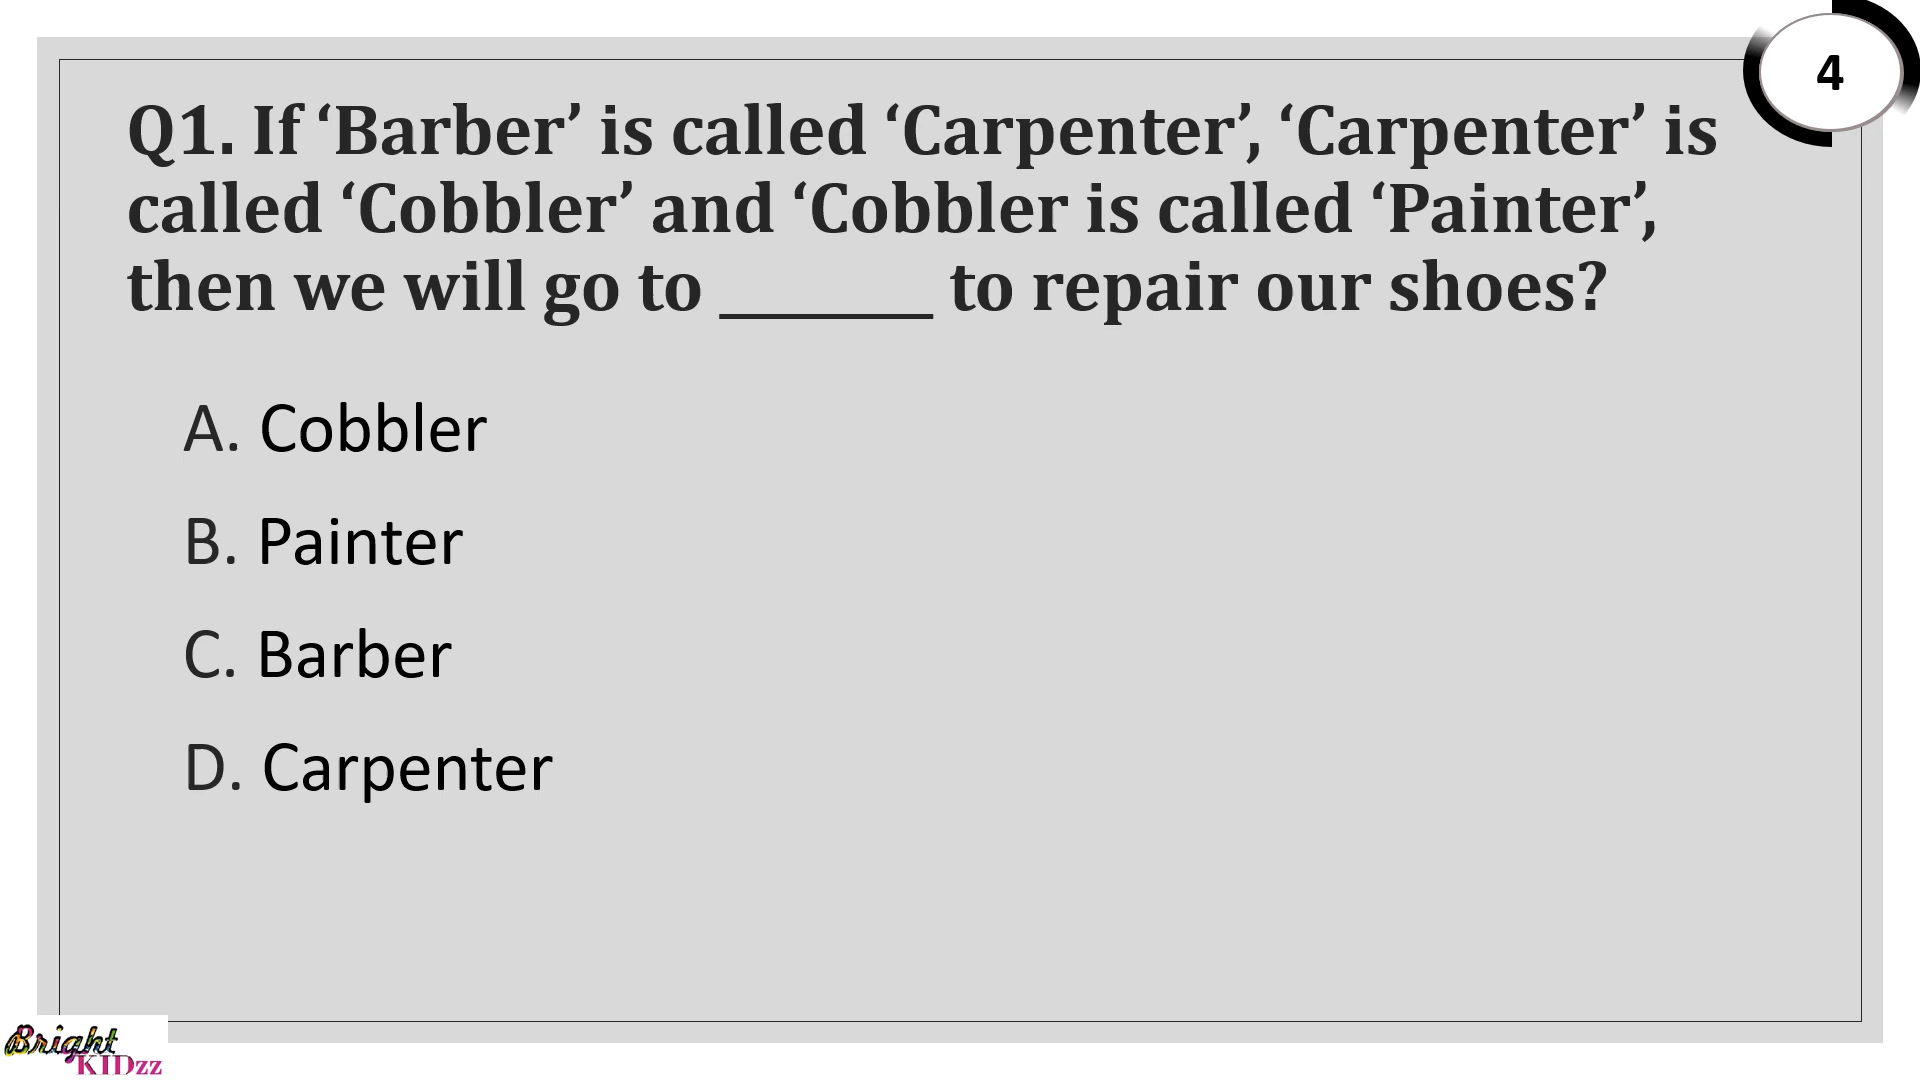 4
Q1. If ‘Barber’ is called ‘Carpenter’, ‘Carpenter’ is
called ‘Cobbler’ and ‘Cobbler is called ‘Painter’,
then we will go to _______ to repair our shoes?
A. Cobbler
B. Painter
C. Barber
D. Carpenter
Bright
KIDzz